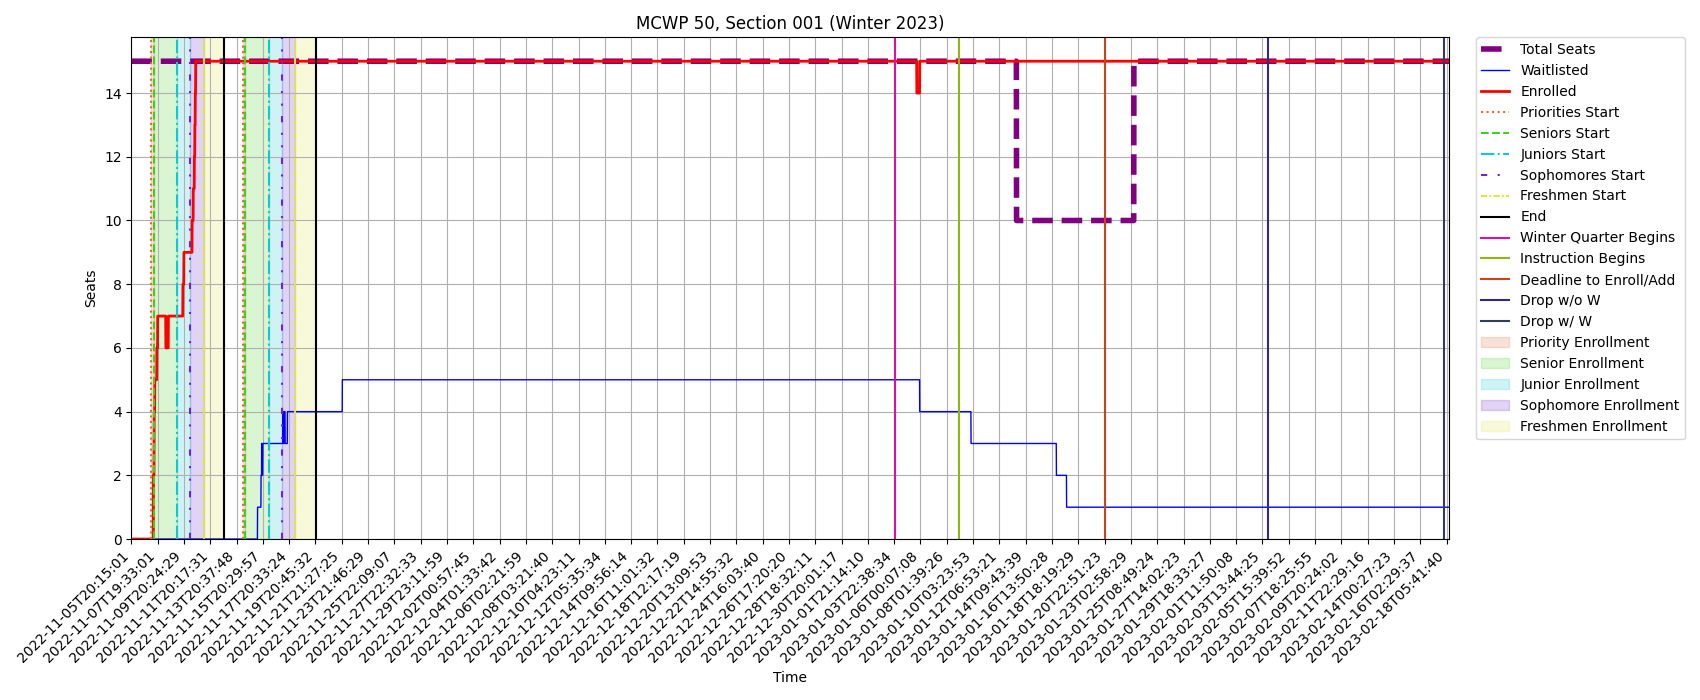 MCWP 50, Section 001 (Winter 2023)
Seats
14
12
10
8
6
4
2
0
2022-11-05T20:15:01
2022-11-07T19:33:01
2022-11-09T20:24:29
2022-11-11T20:17:31
2022-11-13T20:37:48
2022-11-15T20:29:57
2022-11-17T20:33:24
2022-11-19T20:45:32
2022-11-21T21:27:25
2022-11-23T21:46:29
2022-11-25T22:09:07
2022-11-27T22:32:33
2022-11-29T23:11:59
2022-12-02T00:57:45
2022-12-04T01:33:42
2022-12-06T02:21:59
2022-12-08T03:21:40
2022-12-10T04:23:11
2022-12-12T05:35:34
2022-12-14T09:56:14
2022-12-16T11:01:32
2022-12-18T12:17:19
2022-12-20T13:09:53
2022-12-22T14:55:32
2022-12-24T16:03:40
2022-12-26T17:20:20
2022-12-28T18:32:11
2022-12-30T20:01:17
2023-01-01T21:14:10
2023-01-03T22:38:34
2023-01-06T00:07:08
2023-01-08T01:39:26
2023-01-10T03:23:53
2023-01-12T06:53:21
2023-01-14T09:43:39
2023-01-16T13:50:28
2023-01-18T18:19:29
2023-01-20T22:51:23
2023-01-23T02:58:29
2023-01-25T08:49:24
2023-01-27T14:02:23
2023-01-29T18:33:27
2023-02-01T11:50:08
2023-02-03T13:44:25
2023-02-05T15:39:52
2023-02-07T18:25:55
2023-02-09T20:24:02
2023-02-11T22:29:16
2023-02-14T00:27:23
2023-02-16T02:29:37
2023-02-18T05:41:40
Time
Total Seats
Waitlisted
Enrolled
Priorities Start
Seniors Start
Juniors Start
Sophomores Start
Freshmen Start
End
Winter Quarter Begins
Instruction Begins
Deadline to Enroll/Add
Drop w/o W
Drop w/ W
Priority Enrollment
Senior Enrollment
Junior Enrollment
Sophomore Enrollment
Freshmen Enrollment